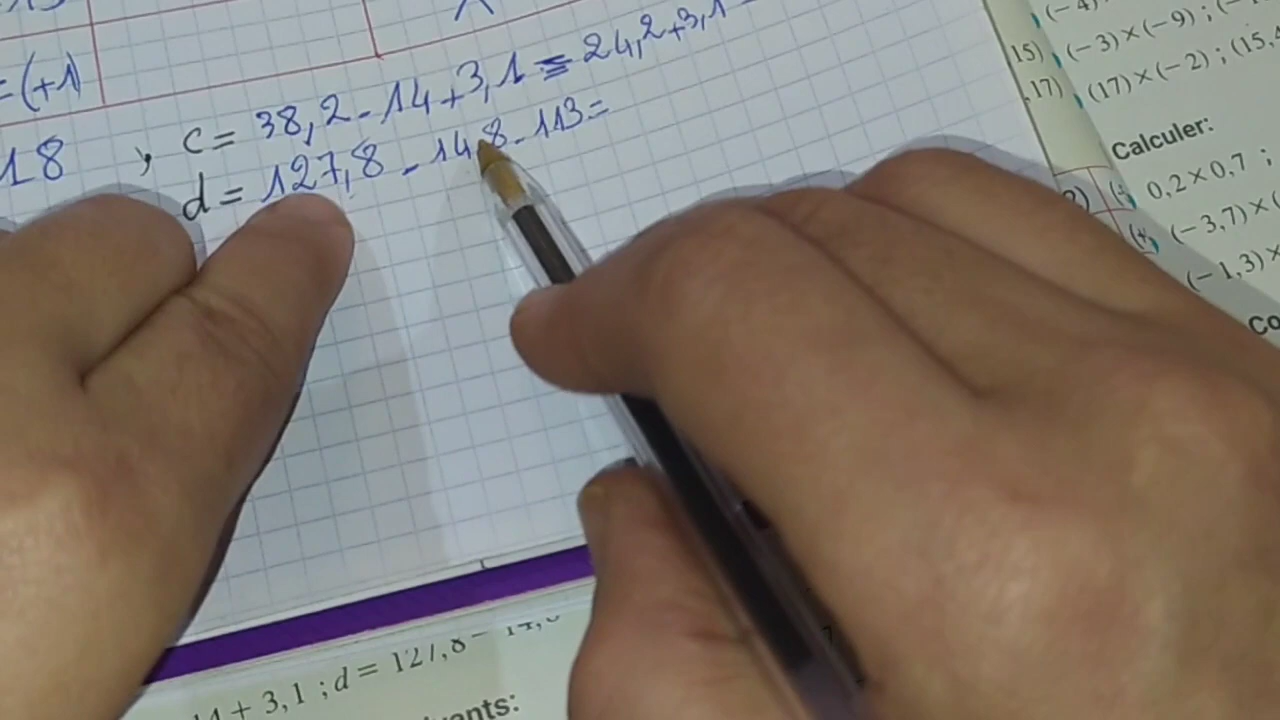 =(+1)
18 , c = 38,2 - 14 + 3,1 = 24,2 + 3,1
d = 127,8 - 14,8 - 113 =
15) (-3)×(-9) ;
17) (17)×(-2) ; (15,4
Calculer:
0,2×0,7 ;
(-3,7)×(
(-1,3)×
Co
14 + 3,1 ; d = 127,8 - 14,8
vants: